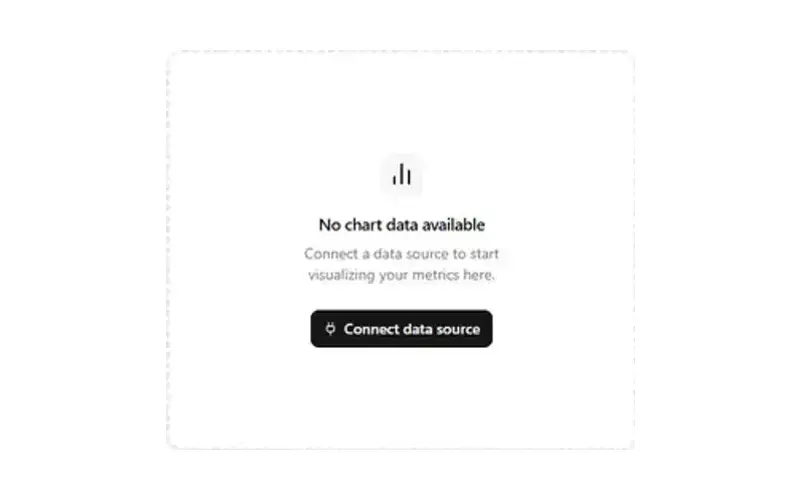 No chart data available
Connect a data source to start
visualizing your metrics here.
Connect data source